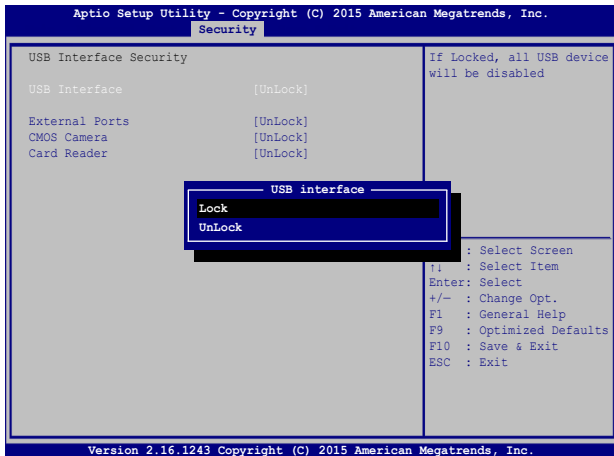 Aptio Setup Utility - Copyright (C) 2015 American Megatrends, Inc.
Security
USB Interface Security
USB Interface [UnLock]
External Ports [UnLock]
CMOS Camera [UnLock]
Card Reader [UnLock]
If Locked, all USB device
will be disabled
USB interface
Lock
UnLock
: Select Screen
↑↓ : Select Item
Enter: Select
+/— : Change Opt.
F1 : General Help
F9 : Optimized Defaults
F10 : Save & Exit
ESC : Exit
Version 2.16.1243 Copyright (C) 2015 American Megatrends, Inc.